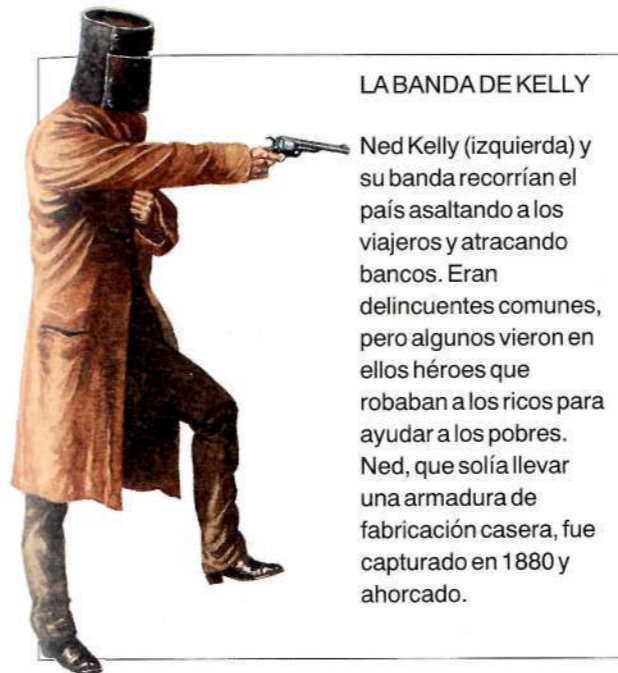 LA BANDA DE KELLY
Ned Kelly (izquierda) y
su banda recorrían el
país asaltando a los
viajeros y atracando
bancos. Eran
delincuentes comunes,
pero algunos vieron en
ellos héroes que
robaban a los ricos para
ayudar a los pobres.
Ned, que solía llevar
una armadura de
fabricación casera, fue
capturado en 1880 y
ahorcado.